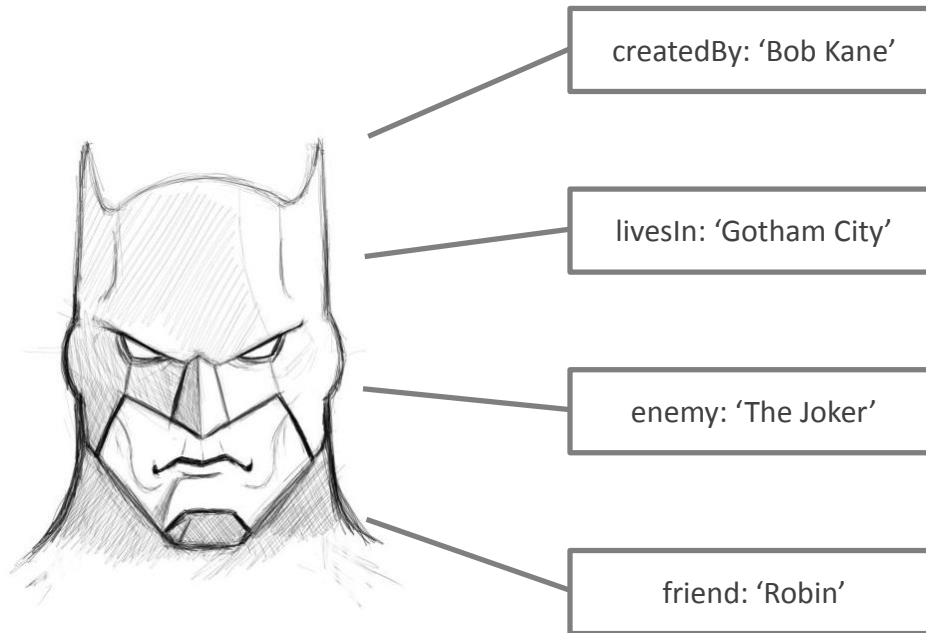 createdBy: ‘Bob Kane’
livesIn: ‘Gotham City’
enemy: ‘The Joker’
friend: ‘Robin’